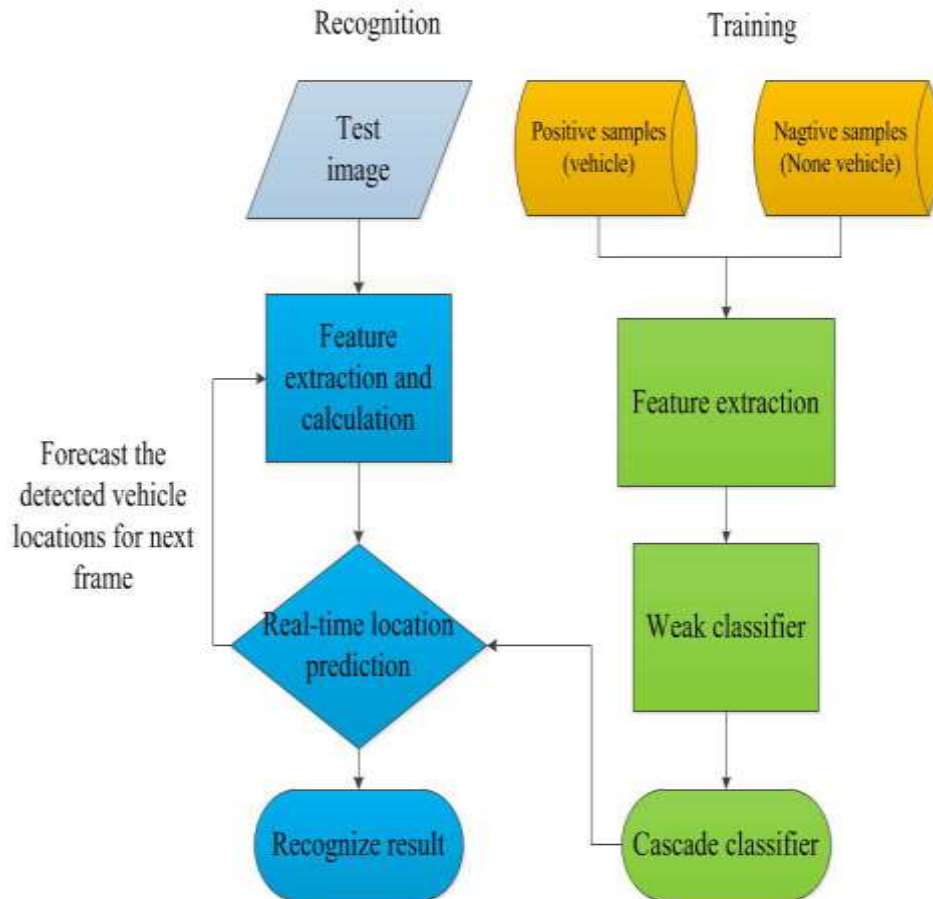 Recognition
Training
Test
image
Positive samples
(vehicle)
Nagtive samples
(None vehicle)
Feature
extraction and
calculation
Feature extraction
Forecast the
detected vehicle
locations for next
frame
Real-time location
prediction
Weak classifier
Recognize result
Cascade classifier